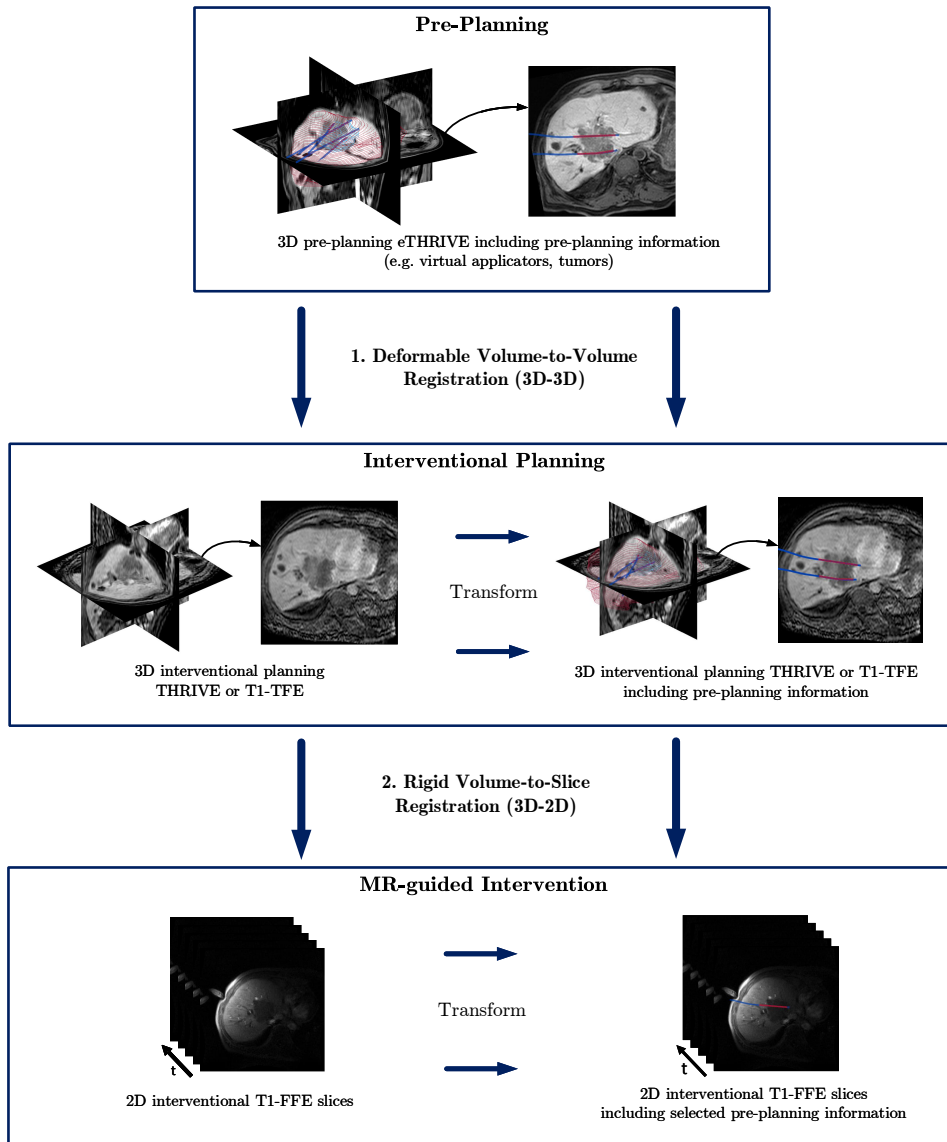 Pre-Planning
3D pre-planning eTHRIVE including pre-planning information
(e.g. virtual applicators, tumors)
1. Deformable Volume-to-Volume
Registration (3D-3D)
Interventional Planning
Transform
3D interventional planning
THRIVE or T1-TFE
3D interventional planning THRIVE or T1-TFE
including pre-planning information
2. Rigid Volume-to-Slice
Registration (3D-2D)
MR-guided Intervention
Transform
t
2D interventional T1-FFE slices
t
2D interventional T1-FFE slices
including selected pre-planning information